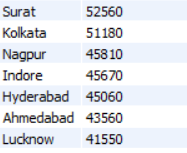 Surat 52560
Kolkata 51180
Nagpur 45810
Indore 45670
Hyderabad 45060
Ahmedabad 43560
Lucknow 41550